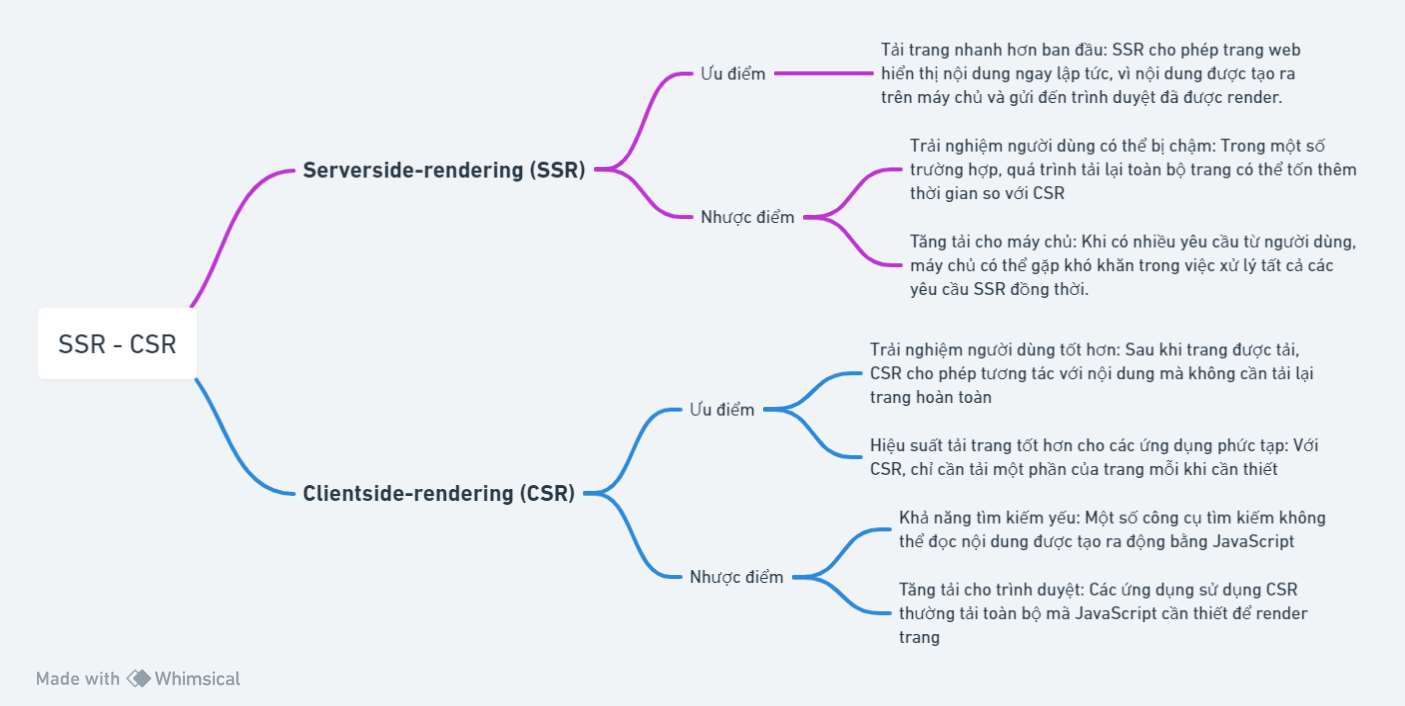 SSR - CSR
Serverside-rendering (SSR)
Ưu điểm
Tải trang nhanh hơn ban đầu: SSR cho phép trang web
hiển thị nội dung ngay lập tức, vì nội dung được tạo ra
trên máy chủ và gửi đến trình duyệt đã được render.
Nhược điểm
Trải nghiệm người dùng có thể bị chậm: Trong một số
trường hợp, quá trình tải lại toàn bộ trang có thể tốn thêm
thời gian so với CSR
Tăng tải cho máy chủ: Khi có nhiều yêu cầu từ người dùng,
máy chủ có thể gặp khó khăn trong việc xử lý tất cả các
yêu cầu SSR đồng thời.
Clientside-rendering (CSR)
Ưu điểm
Trải nghiệm người dùng tốt hơn: Sau khi trang được tải,
CSR cho phép tương tác với nội dung mà không cần tải lại
trang hoàn toàn
Hiệu suất tải trang tốt hơn cho các ứng dụng phức tạp: Với
CSR, chỉ cần tải một phần của trang mỗi khi cần thiết
Nhược điểm
Khả năng tìm kiếm yếu: Một số công cụ tìm kiếm không
thể đọc nội dung được tạo ra động bằng JavaScript
Tăng tải cho trình duyệt: Các ứng dụng sử dụng CSR
thường tải toàn bộ mã JavaScript cần thiết để render
trang
Made with Whimsical